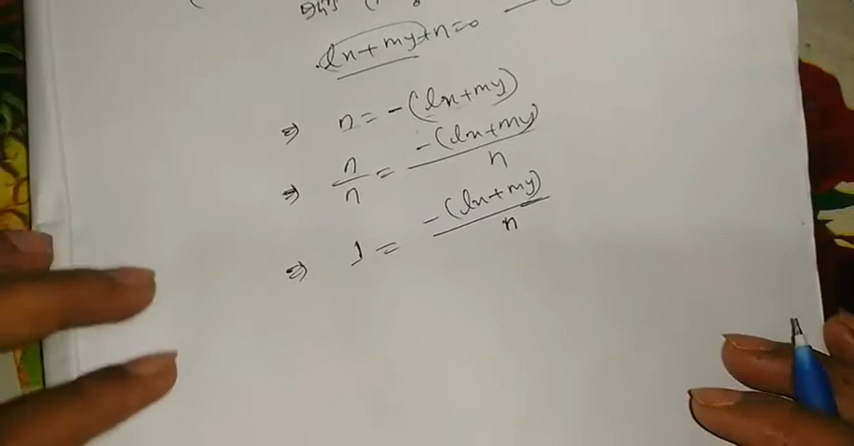 lx+my+n=0
⇒ n = -(lx+my)
⇒ n/n = -(lx+my)/n
⇒ 1 = -(lx+my)/n